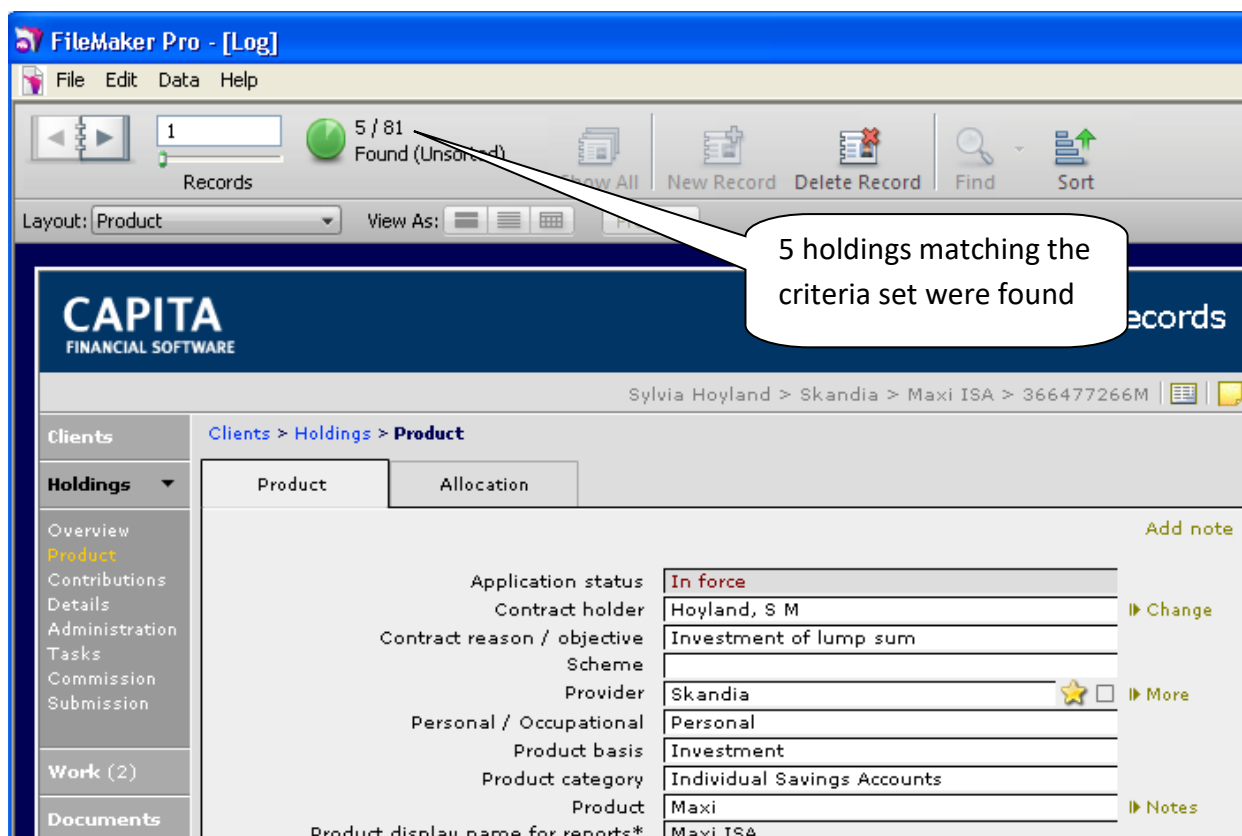 FileMaker Pro - [Log]
File Edit Data Help
1
5 / 81
Found (Unsorted)
Records
Show All
New Record
Delete Record
Find
Sort
Layout: Product
View As:
5 holdings matching the
criteria set were found
CAPITA
FINANCIAL SOFTWARE
ecords
Sylvia Hoyland > Skandia > Maxi ISA > 366477266M
Clients
Clients > Holdings > Product
Holdings
Product
Allocation
Overview
Product
Contributions
Details
Administration
Tasks
Commission
Submission
Work (2)
Documents
Add note
Application status In force
Contract holder Hoyland, S M Change
Contract reason / objective Investment of lump sum
Scheme
Provider Skandia More
Personal / Occupational Personal
Product basis Investment
Product category Individual Savings Accounts
Product Maxi Notes
Product display name for reports* Maxi ISA